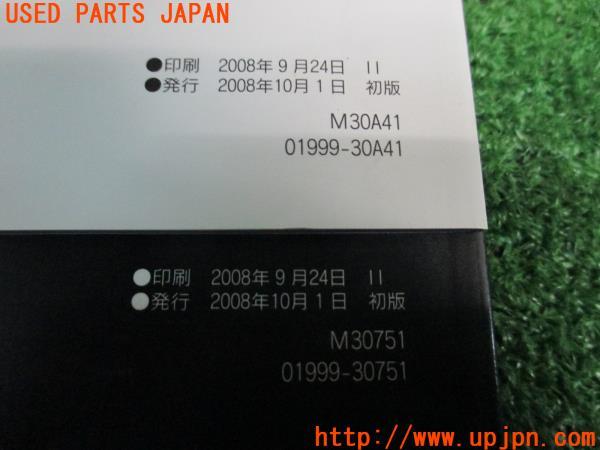 USED PARTS JAPAN
●印刷 2008年9月24日 II
●発行 2008年10月1日 初版
M30A41
01999-30A41
●印刷 2008年9月24日 II
●発行 2008年10月1日 初版
M30751
01999-30751
http://www.upjpn.com/